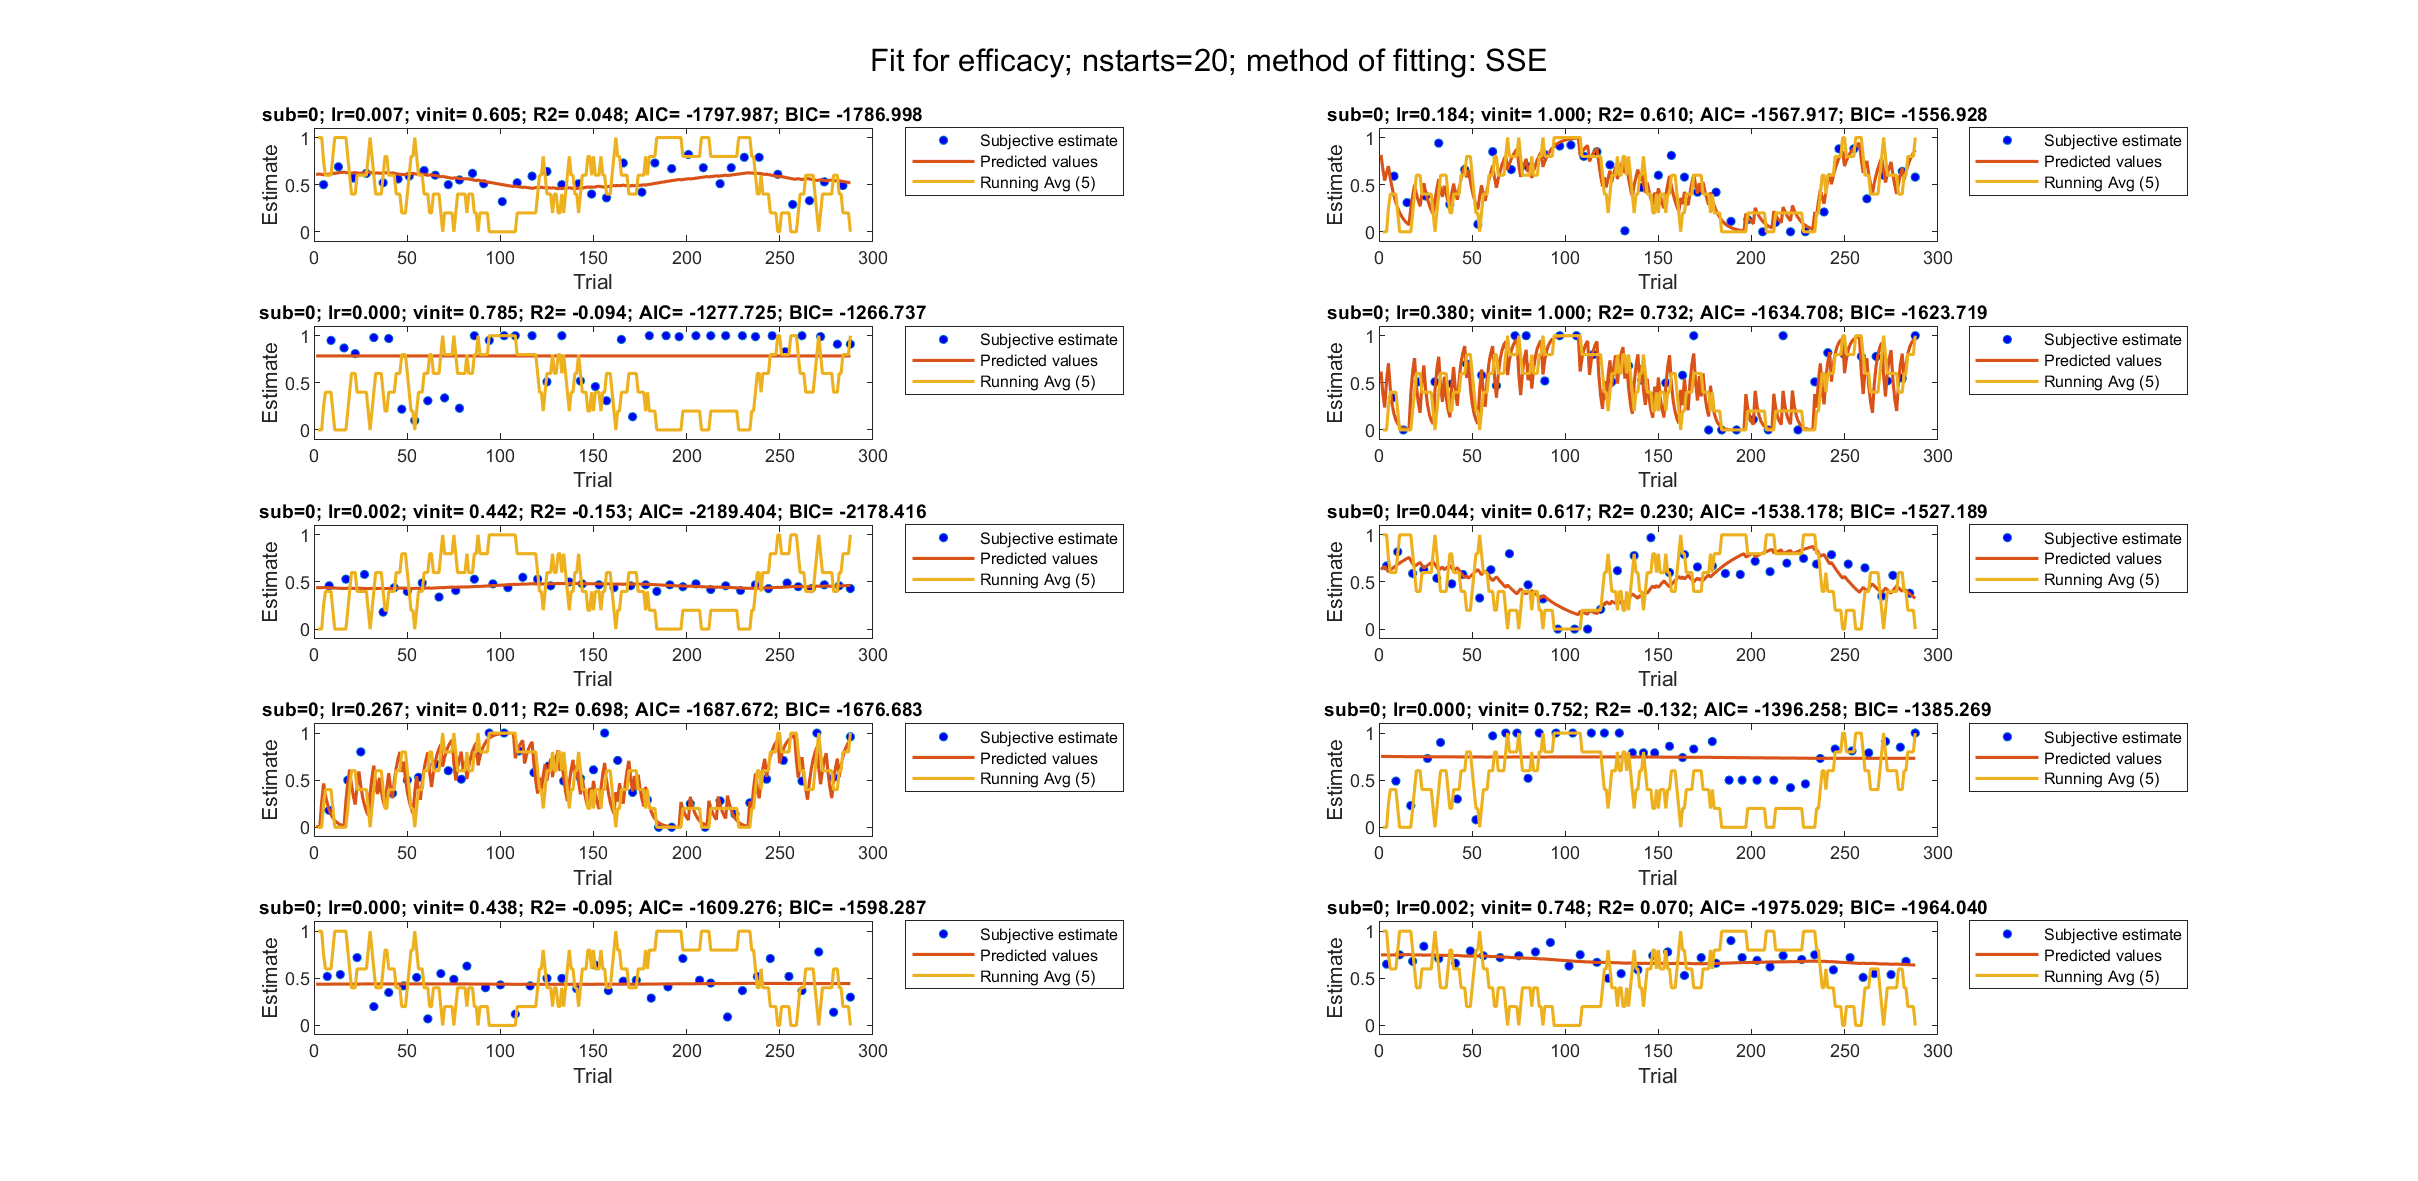 Fit for efficacy; nstarts=20; method of fitting: SSE
sub=0; lr=0.007; vinit= 0.605; R2= 0.048; AIC= -1797.987; BIC= -1786.998
Estimate
1
0.5
0
0 50 100 150 200 250 300
Trial
Subjective estimate
Predicted values
Running Avg (5)
sub=0; lr=0.184; vinit= 1.000; R2= 0.610; AIC= -1567.917; BIC= -1556.928
Estimate
1
0.5
0
0 50 100 150 200 250 300
Trial
Subjective estimate
Predicted values
Running Avg (5)
sub=0; lr=0.000; vinit= 0.785; R2= -0.094; AIC= -1277.725; BIC= -1266.737
Estimate
1
0.5
0
0 50 100 150 200 250 300
Trial
Subjective estimate
Predicted values
Running Avg (5)
sub=0; lr=0.380; vinit= 1.000; R2= 0.732; AIC= -1634.708; BIC= -1623.719
Estimate
1
0.5
0
0 50 100 150 200 250 300
Trial
Subjective estimate
Predicted values
Running Avg (5)
sub=0; lr=0.002; vinit= 0.442; R2= -0.153; AIC= -2189.404; BIC= -2178.416
Estimate
1
0.5
0
0 50 100 150 200 250 300
Trial
Subjective estimate
Predicted values
Running Avg (5)
sub=0; lr=0.044; vinit= 0.617; R2= 0.230; AIC= -1538.178; BIC= -1527.189
Estimate
1
0.5
0
0 50 100 150 200 250 300
Trial
Subjective estimate
Predicted values
Running Avg (5)
sub=0; lr=0.267; vinit= 0.011; R2= 0.698; AIC= -1687.672; BIC= -1676.683
Estimate
1
0.5
0
0 50 100 150 200 250 300
Trial
Subjective estimate
Predicted values
Running Avg (5)
sub=0; lr=0.000; vinit= 0.752; R2= -0.132; AIC= -1396.258; BIC= -1385.269
Estimate
1
0.5
0
0 50 100 150 200 250 300
Trial
Subjective estimate
Predicted values
Running Avg (5)
sub=0; lr=0.000; vinit= 0.438; R2= -0.095; AIC= -1609.276; BIC= -1598.287
Estimate
1
0.5
0
0 50 100 150 200 250 300
Trial
Subjective estimate
Predicted values
Running Avg (5)
sub=0; lr=0.002; vinit= 0.748; R2= 0.070; AIC= -1975.029; BIC= -1964.040
Estimate
1
0.5
0
0 50 100 150 200 250 300
Trial
Subjective estimate
Predicted values
Running Avg (5)